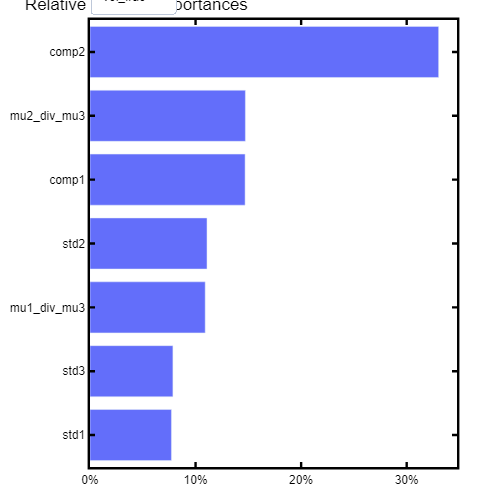 Relative portances
comp2
mu2_div_mu3
comp1
std2
mu1_div_mu3
std3
std1
0% 10% 20% 30%